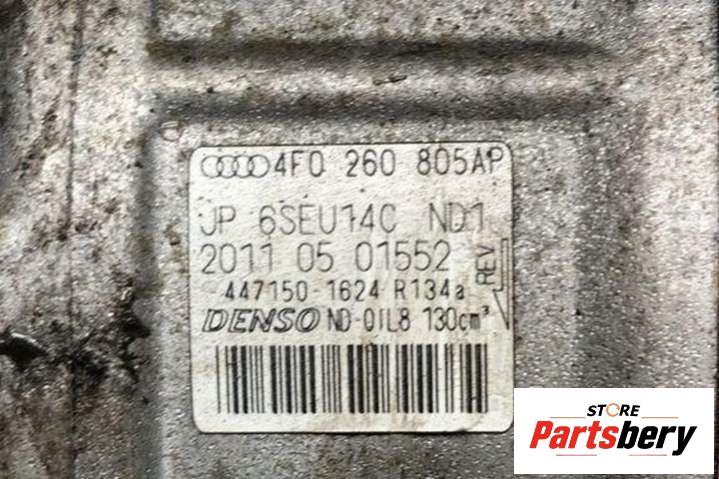 4F0 260 805AP
JP 6SEU14C ND1
2011 05 01552
447150-1624 R134a
REV
DENSO ND-OIL8 130cm³
STORE
Partsbery